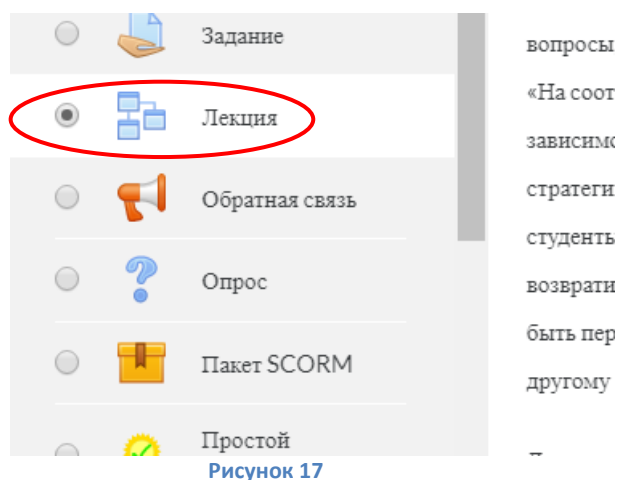 Задание
Лекция
Обратная связь
Опрос
Пакет SCORM
Простой
вопросы
«На соот
зависимо
стратеги
студенты
возврати
быть пер
другому
Рисунок 17